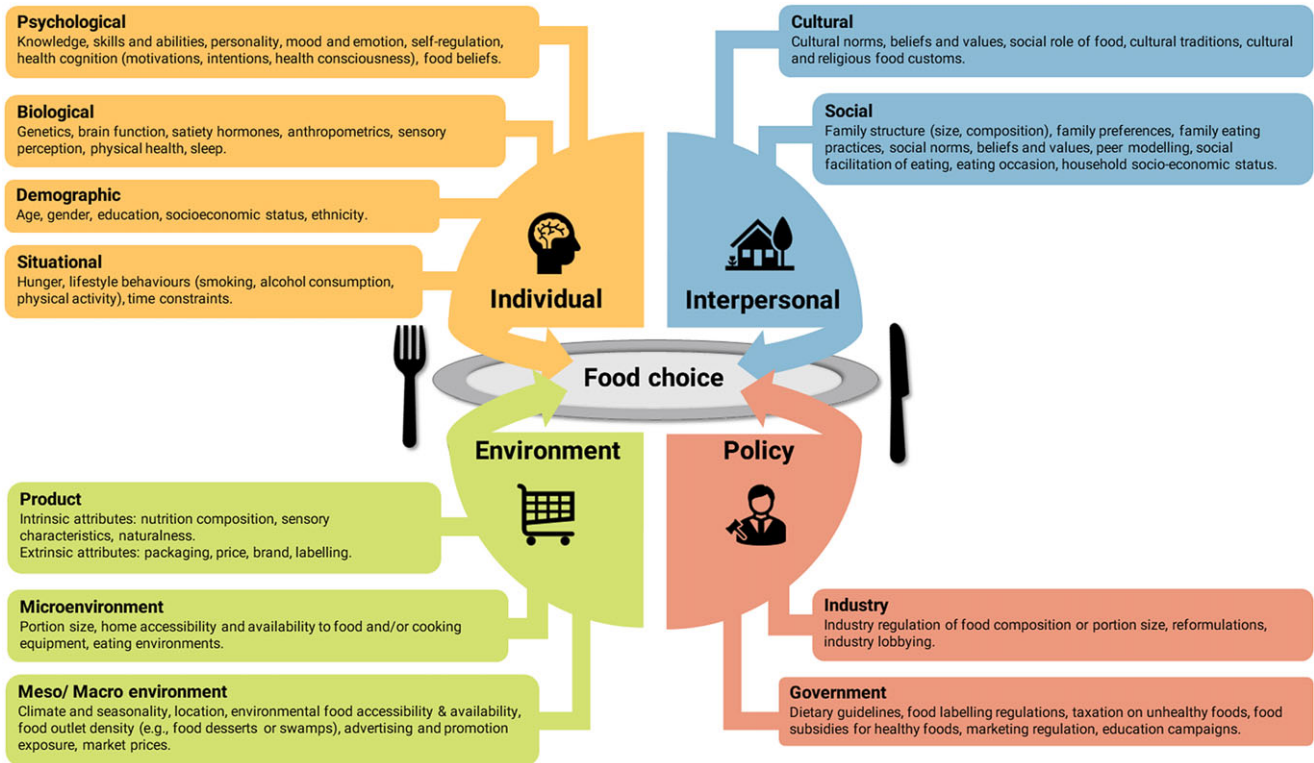 Psychological
Knowledge, skills and abilities, personality, mood and emotion, self-regulation,
health cognition (motivations, intentions, health consciousness), food beliefs.
Biological
Genetics, brain function, satiety hormones, anthropometrics, sensory
perception, physical health, sleep.
Demographic
Age, gender, education, socioeconomic status, ethnicity.
Situational
Hunger, lifestyle behaviours (smoking, alcohol consumption,
physical activity), time constraints.
Individual
Cultural
Cultural norms, beliefs and values, social role of food, cultural traditions, cultural
and religious food customs.
Social
Family structure (size, composition), family preferences, family eating
practices, social norms, beliefs and values, peer modelling, social
facilitation of eating, eating occasion, household socio-economic status.
Interpersonal
Food choice
Environment
Product
Intrinsic attributes: nutrition composition, sensory
characteristics, naturalness.
Extrinsic attributes: packaging, price, brand, labelling.
Microenvironment
Portion size, home accessibility and availability to food and/or cooking
equipment, eating environments.
Meso/ Macro environment
Climate and seasonality, location, environmental food accessibility & availability,
food outlet density (e.g., food desserts or swamps), advertising and promotion
exposure, market prices.
Policy
Industry
Industry regulation of food composition or portion size, reformulations,
industry lobbying.
Government
Dietary guidelines, food labelling regulations, taxation on unhealthy foods, food
subsidies for healthy foods, marketing regulation, education campaigns.